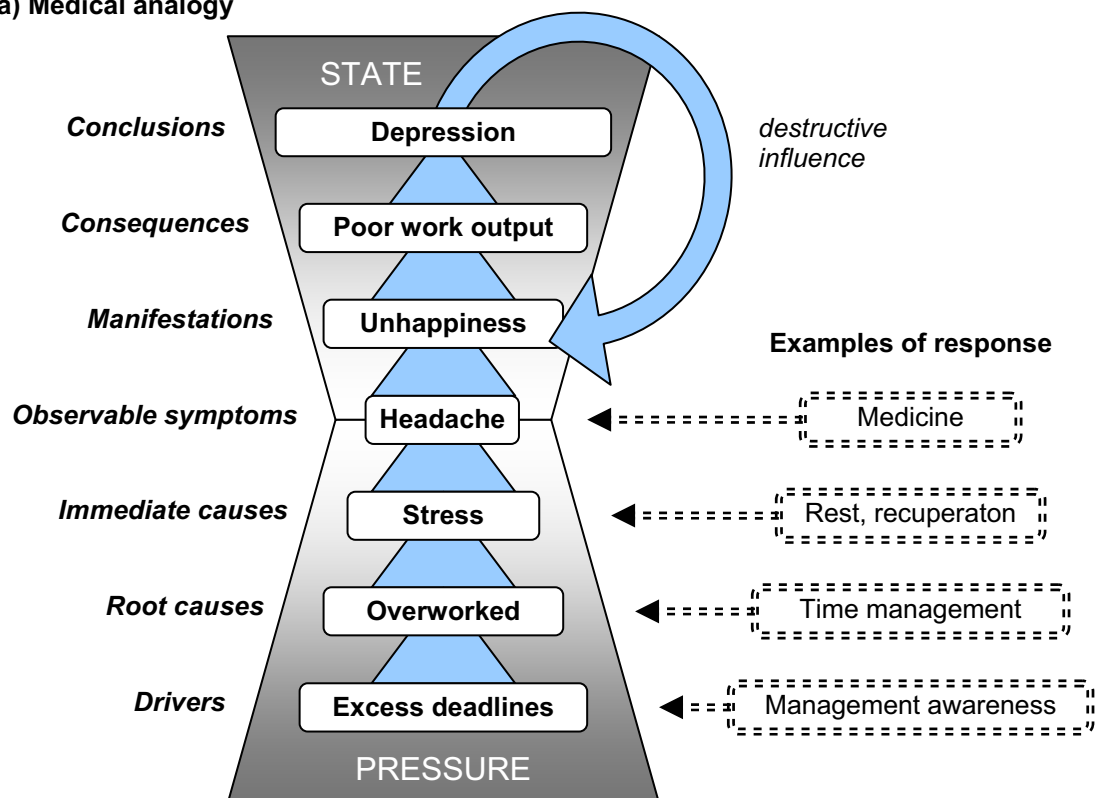 a) Medical analogy
STATE
Conclusions
Depression
destructive
influence
Consequences
Poor work output
Manifestations
Unhappiness
Examples of response
Observable symptoms
Headache
Medicine
Immediate causes
Stress
Rest, recuperaton
Root causes
Overworked
Time management
Drivers
Excess deadlines
Management awareness
PRESSURE